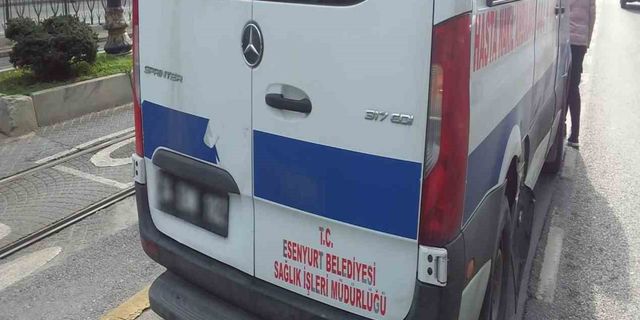 SPRINTER
317 CDI
HASTA NAKİL
T.C.
ESENYURT BELEDİYESİ
SAĞLIK İŞLERİ MÜDÜRLÜĞÜ